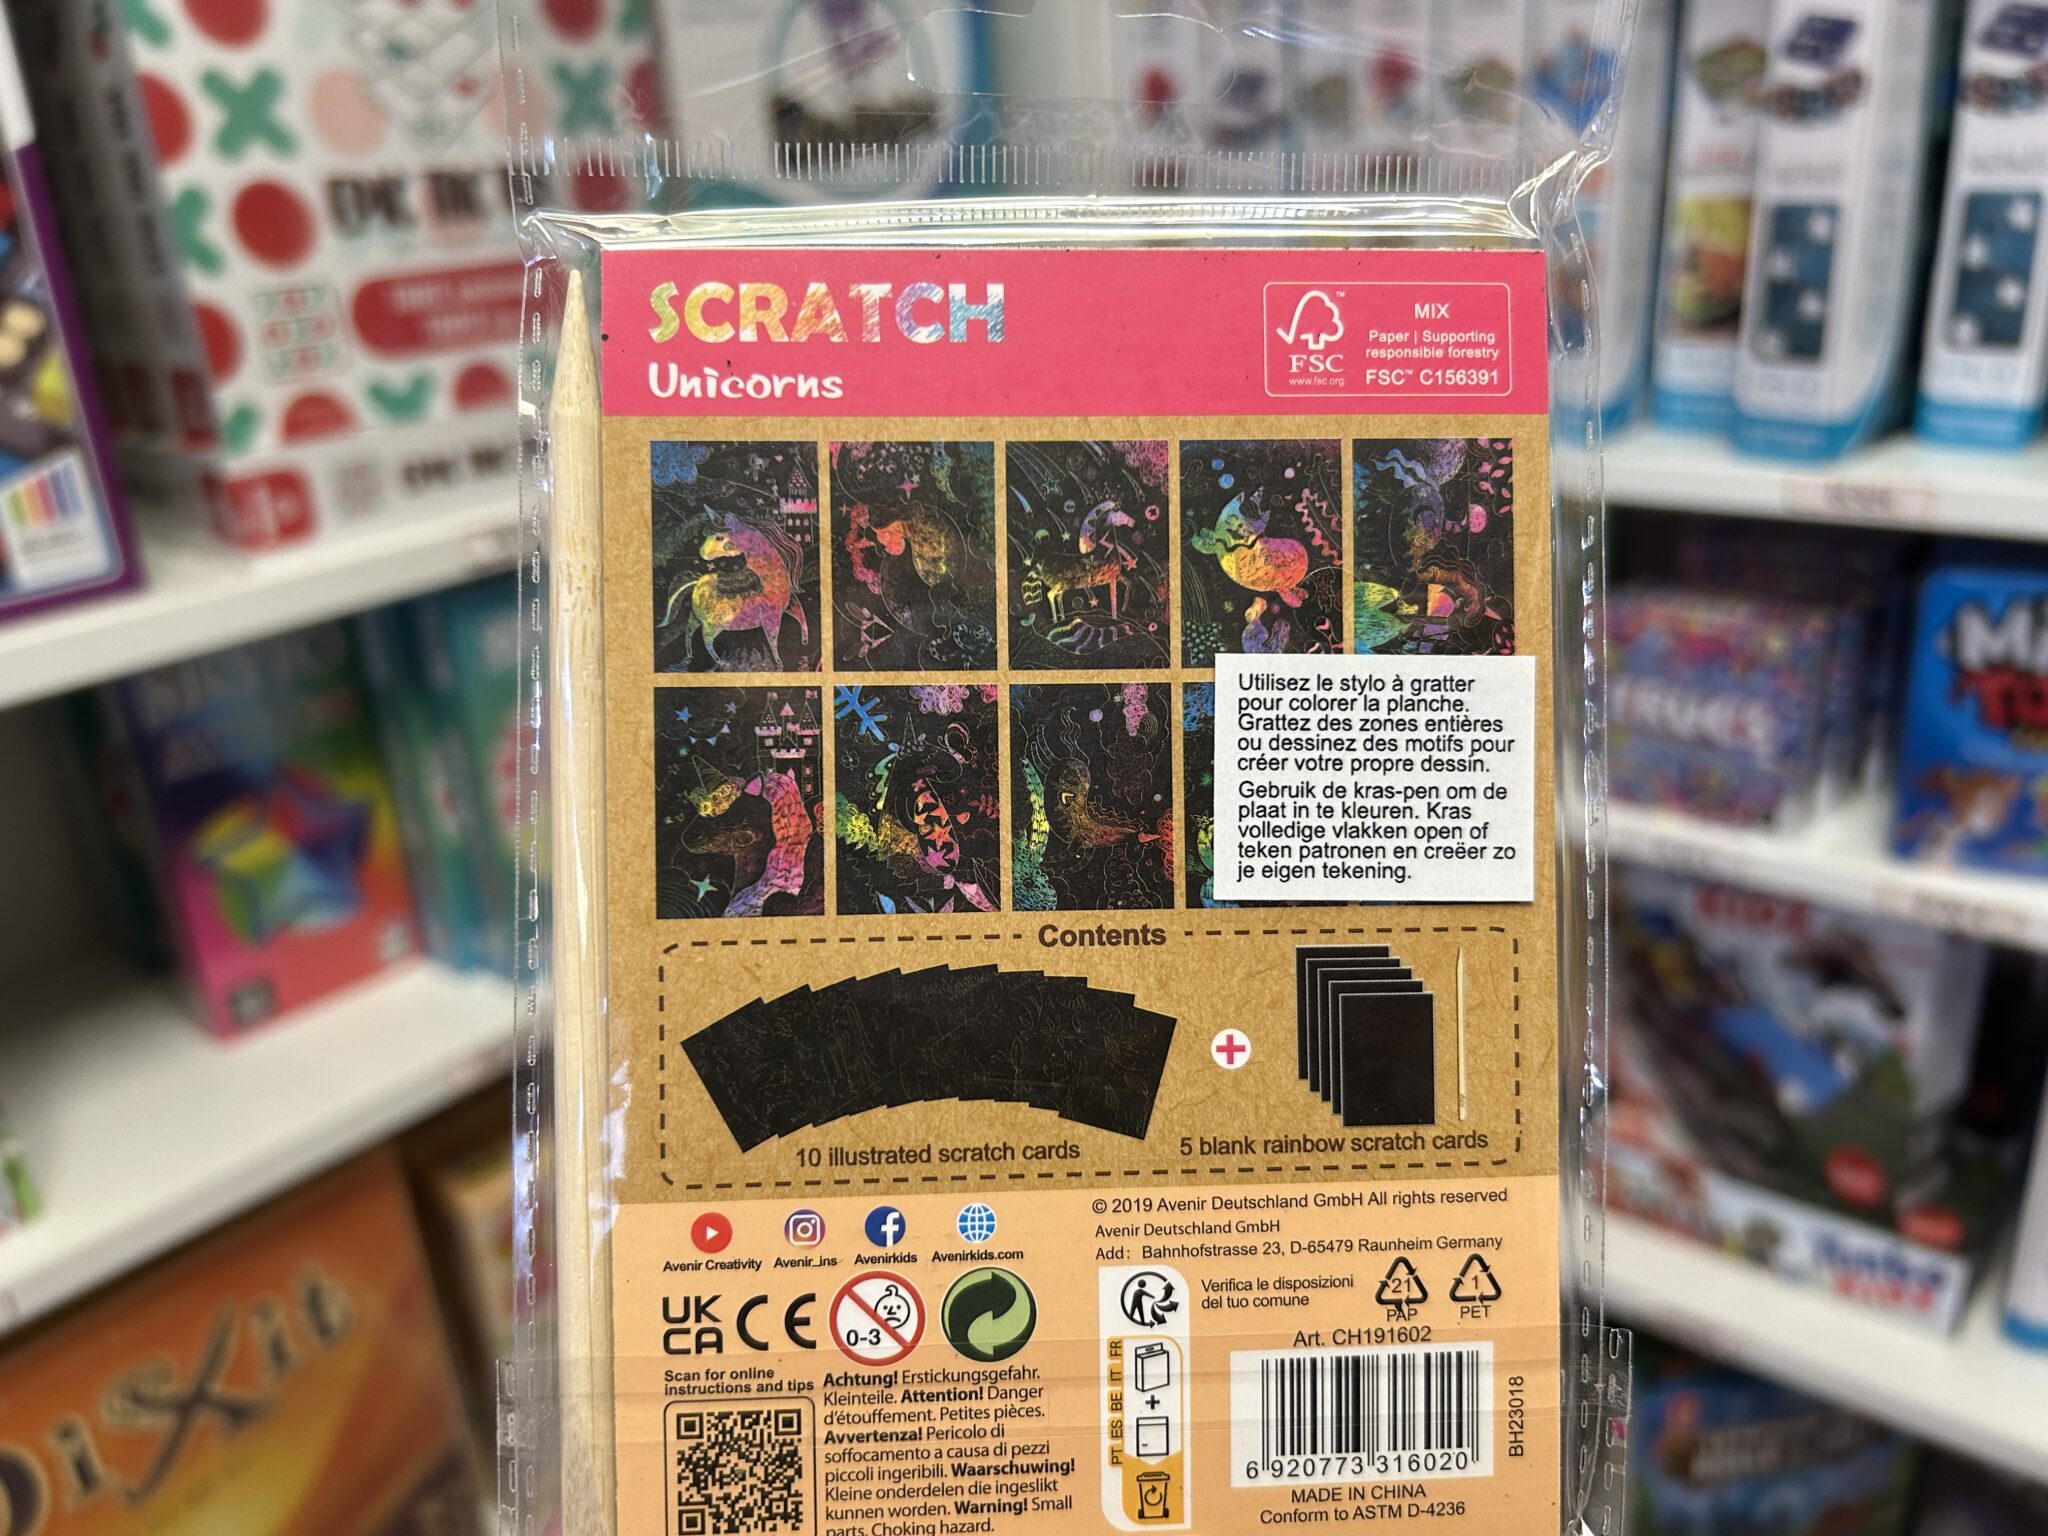 SCRATCH
Unicorns
FSC
www.fsc.org
MIX
Paper | Supporting
responsible forestry
FSC™ C156391
Utilisez le stylo à gratter
pour colorer la planche.
Grattez des zones entières
ou dessinez des motifs pour
créer votre propre dessin.
Gebruik de kras-pen om de
plaat in te kleuren. Kras
volledige vlakken open of
teken patronen en creëer zo
je eigen tekening.
Contents
10 illustrated scratch cards
5 blank rainbow scratch cards
© 2019 Avenir Deutschland GmbH All rights reserved
Avenir Deutschland GmbH
Add: Bahnhofstrasse 23, D-65479 Raunheim Germany
Avenir Creativity
Avenir_ins
Avenirkids
Avenirkids.com
UK
CA
CE
0-3
Verifica le disposizioni
del tuo comune
21
PAP
1
PET
Scan for online
instructions and tips
Achtung! Erstickungsgefahr.
Kleinteile. Attention! Danger
d'étouffement. Petites pièces.
Avvertenza! Pericolo di
soffocamento a causa di pezzi
piccoli ingeribili. Waarschuwing!
Kleine onderdelen die ingeslikt
kunnen worden. Warning! Small
parts. Choking hazard.
PT ES BE IT FR
Art. CH191602
6 920773 316020
BH23018
MADE IN CHINA
Conform to ASTM D-4236
DiXit